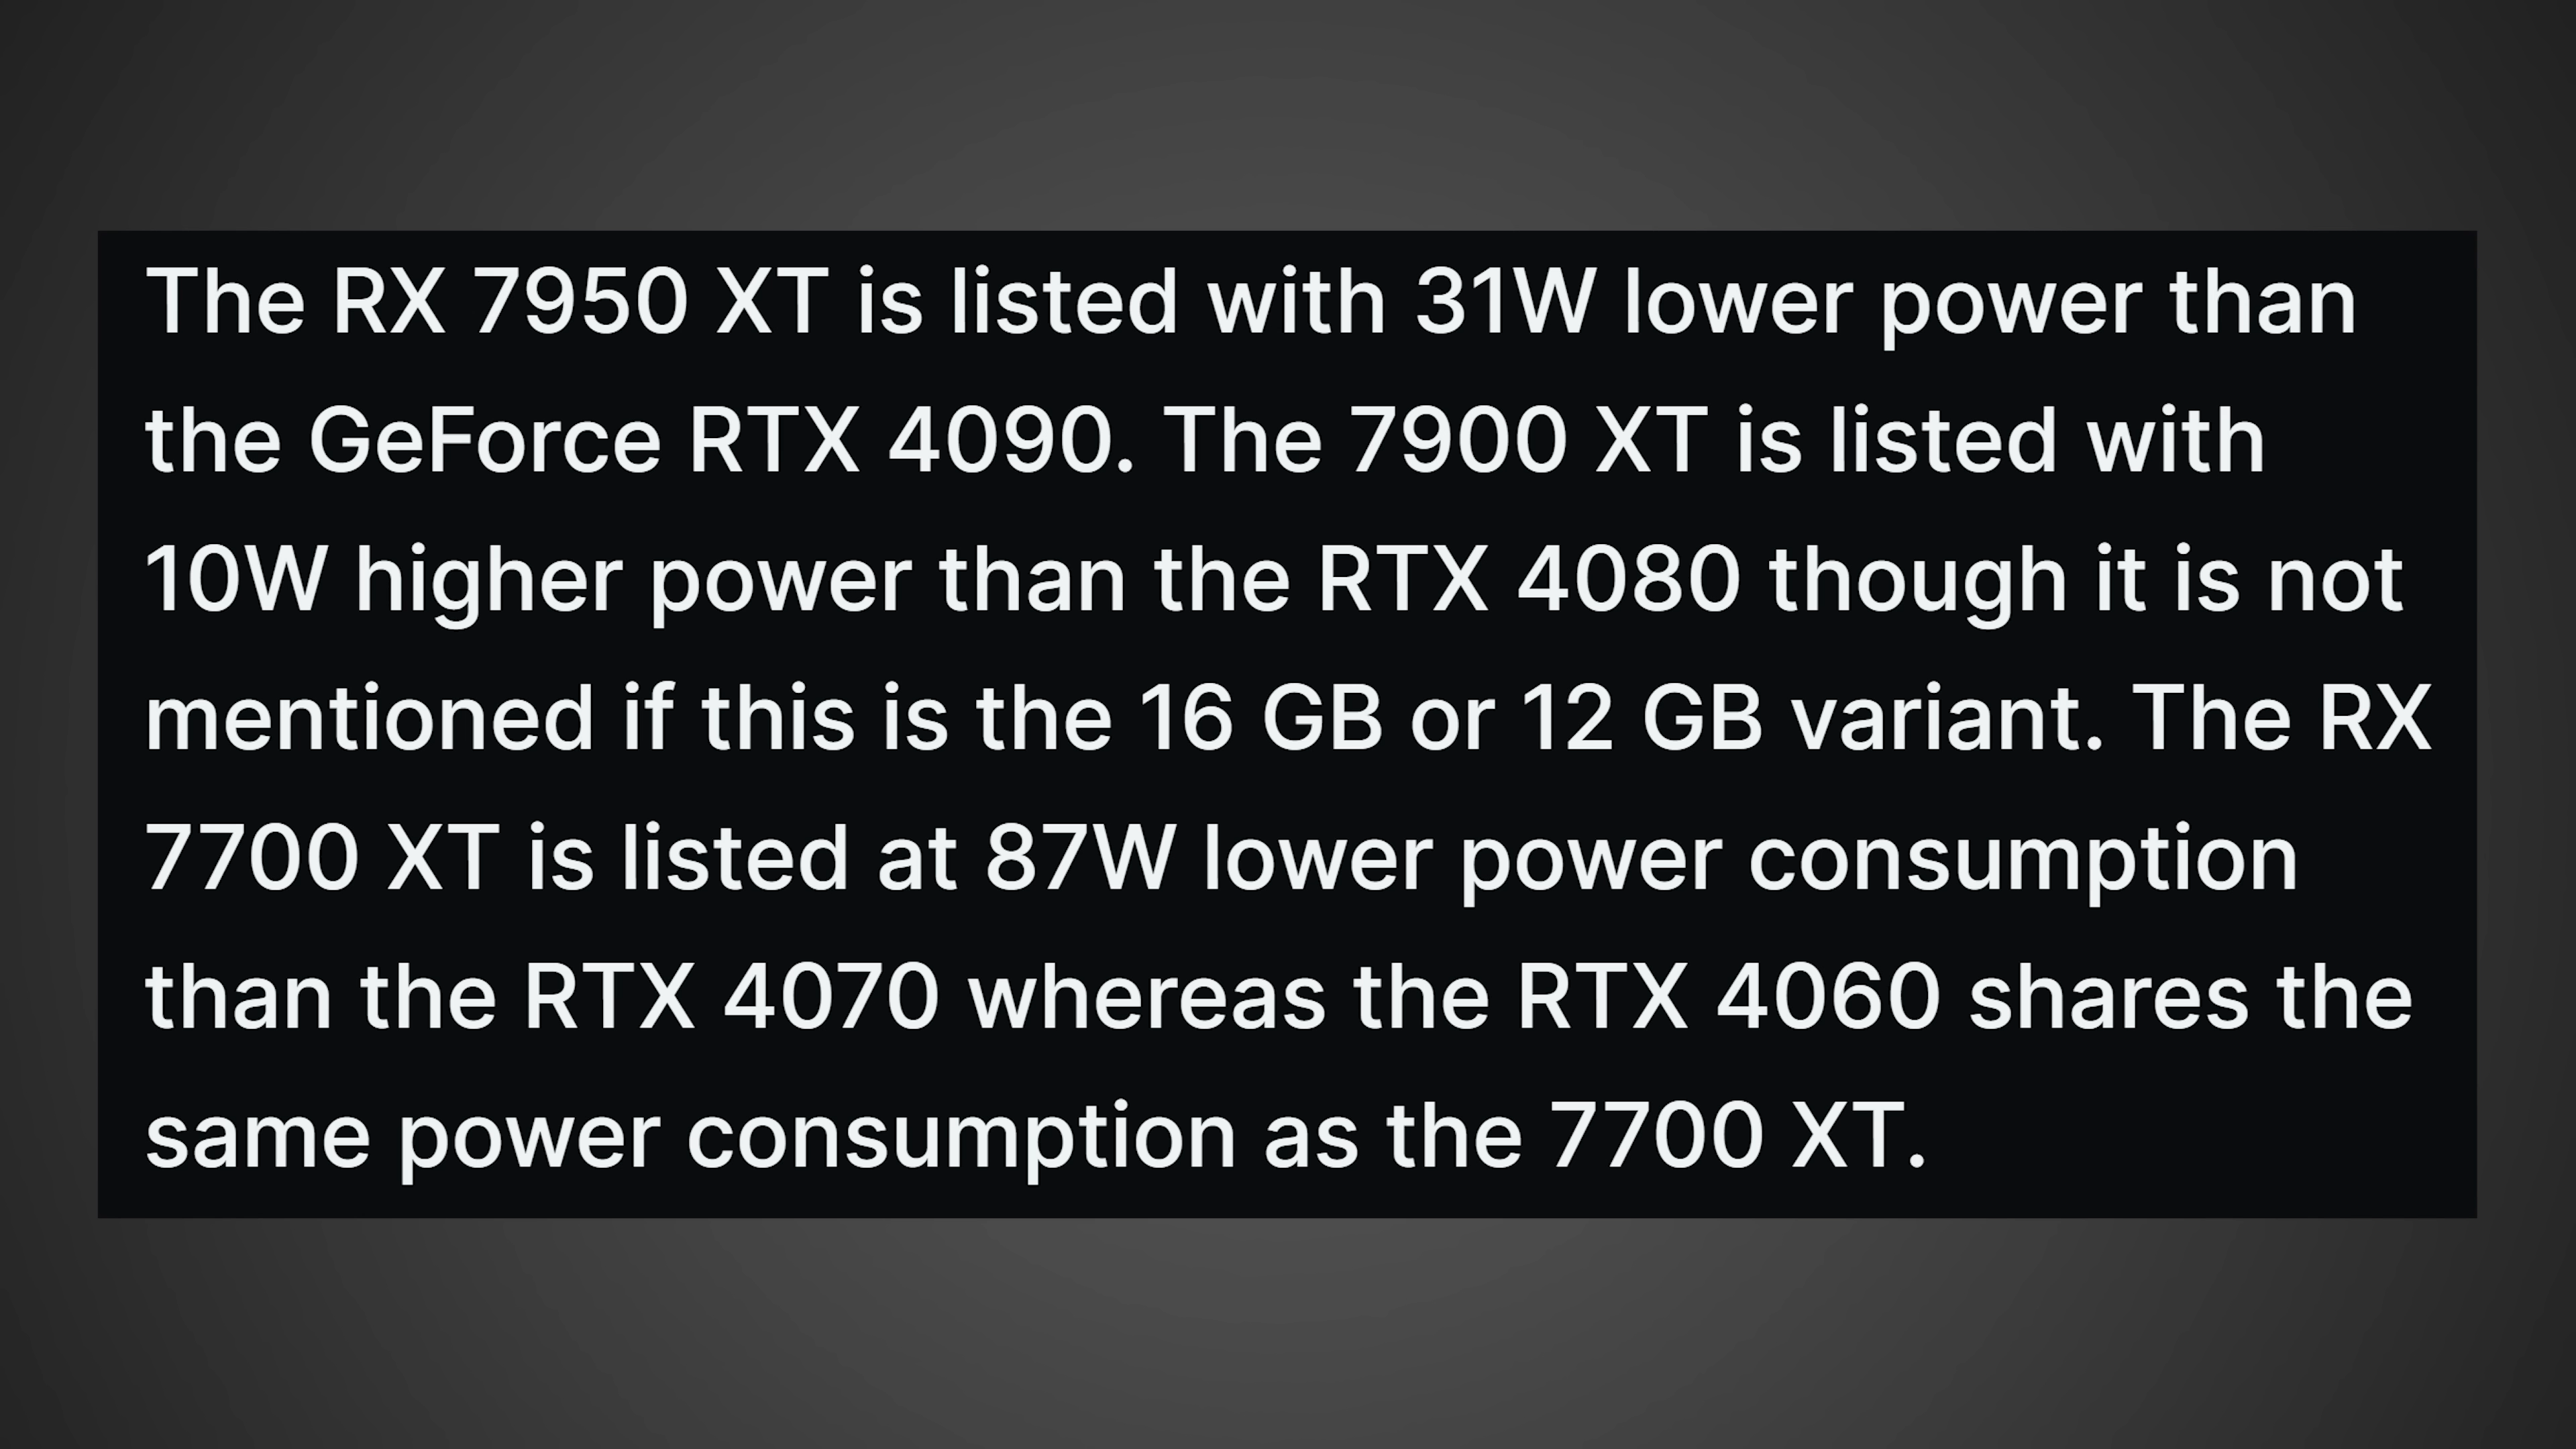 The RX 7950 XT is listed with 31W lower power than
the GeForce RTX 4090. The 7900 XT is listed with
10W higher power than the RTX 4080 though it is not
mentioned if this is the 16 GB or 12 GB variant. The RX
7700 XT is listed at 87W lower power consumption
than the RTX 4070 whereas the RTX 4060 shares the
same power consumption as the 7700 XT.